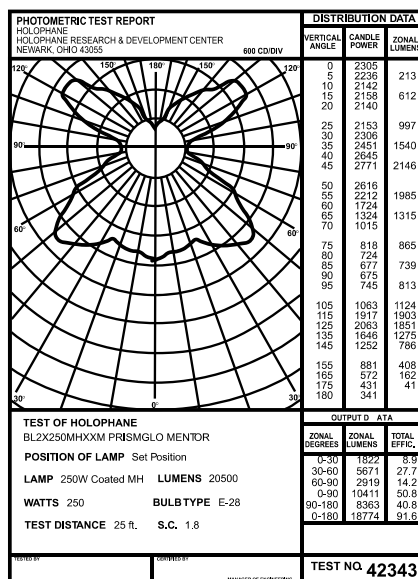 PHOTOMETRIC TEST REPORT
HOLOPHANE
HOLOPHANE RESEARCH & DEVELOPMENT CENTER
NEWARK, OHIO 43055
600 CD/DIV
120° 150° 180° 150° 120°
90° 90°
60° 60°
30° 0° 30°
DISTRIBUTION DATA
VERTICAL ANGLE CANDLE POWER ZONAL LUMEN
0 2305
5 2236 213
10 2142
15 2158 612
20 2140
25 2153 997
30 2306
35 2451 1540
40 2645
45 2771 2146
50 2616
55 2212 1985
60 1724
65 1324 1315
70 1015
75 818 865
80 724
85 677 739
90 675
95 745 813
105 1063 1124
115 1917 1903
125 2063 1851
135 1646 1275
145 1252 786
155 881 408
165 572 162
175 431 41
180 341
TEST OF HOLOPHANE
BL2X250MHXXM PRISMGLO MENTOR
POSITION OF LAMP Set Position
LAMP 250W Coated MH LUMENS 20500
WATTS 250 BULB TYPE E-28
TEST DISTANCE 25 ft. S.C. 1.8
OUTPUT D ATA
ZONAL DEGREES ZONAL LUMENS TOTAL EFFIC.
0-30 1822 8.9
30-60 5671 27.7
60-90 2919 14.2
0-90 10411 50.8
90-180 8363 40.8
0-180 18774 91.6
TESTED BY
CERTIFIED BY
MANAGER OF ENGINEERING
TEST NO. 42343